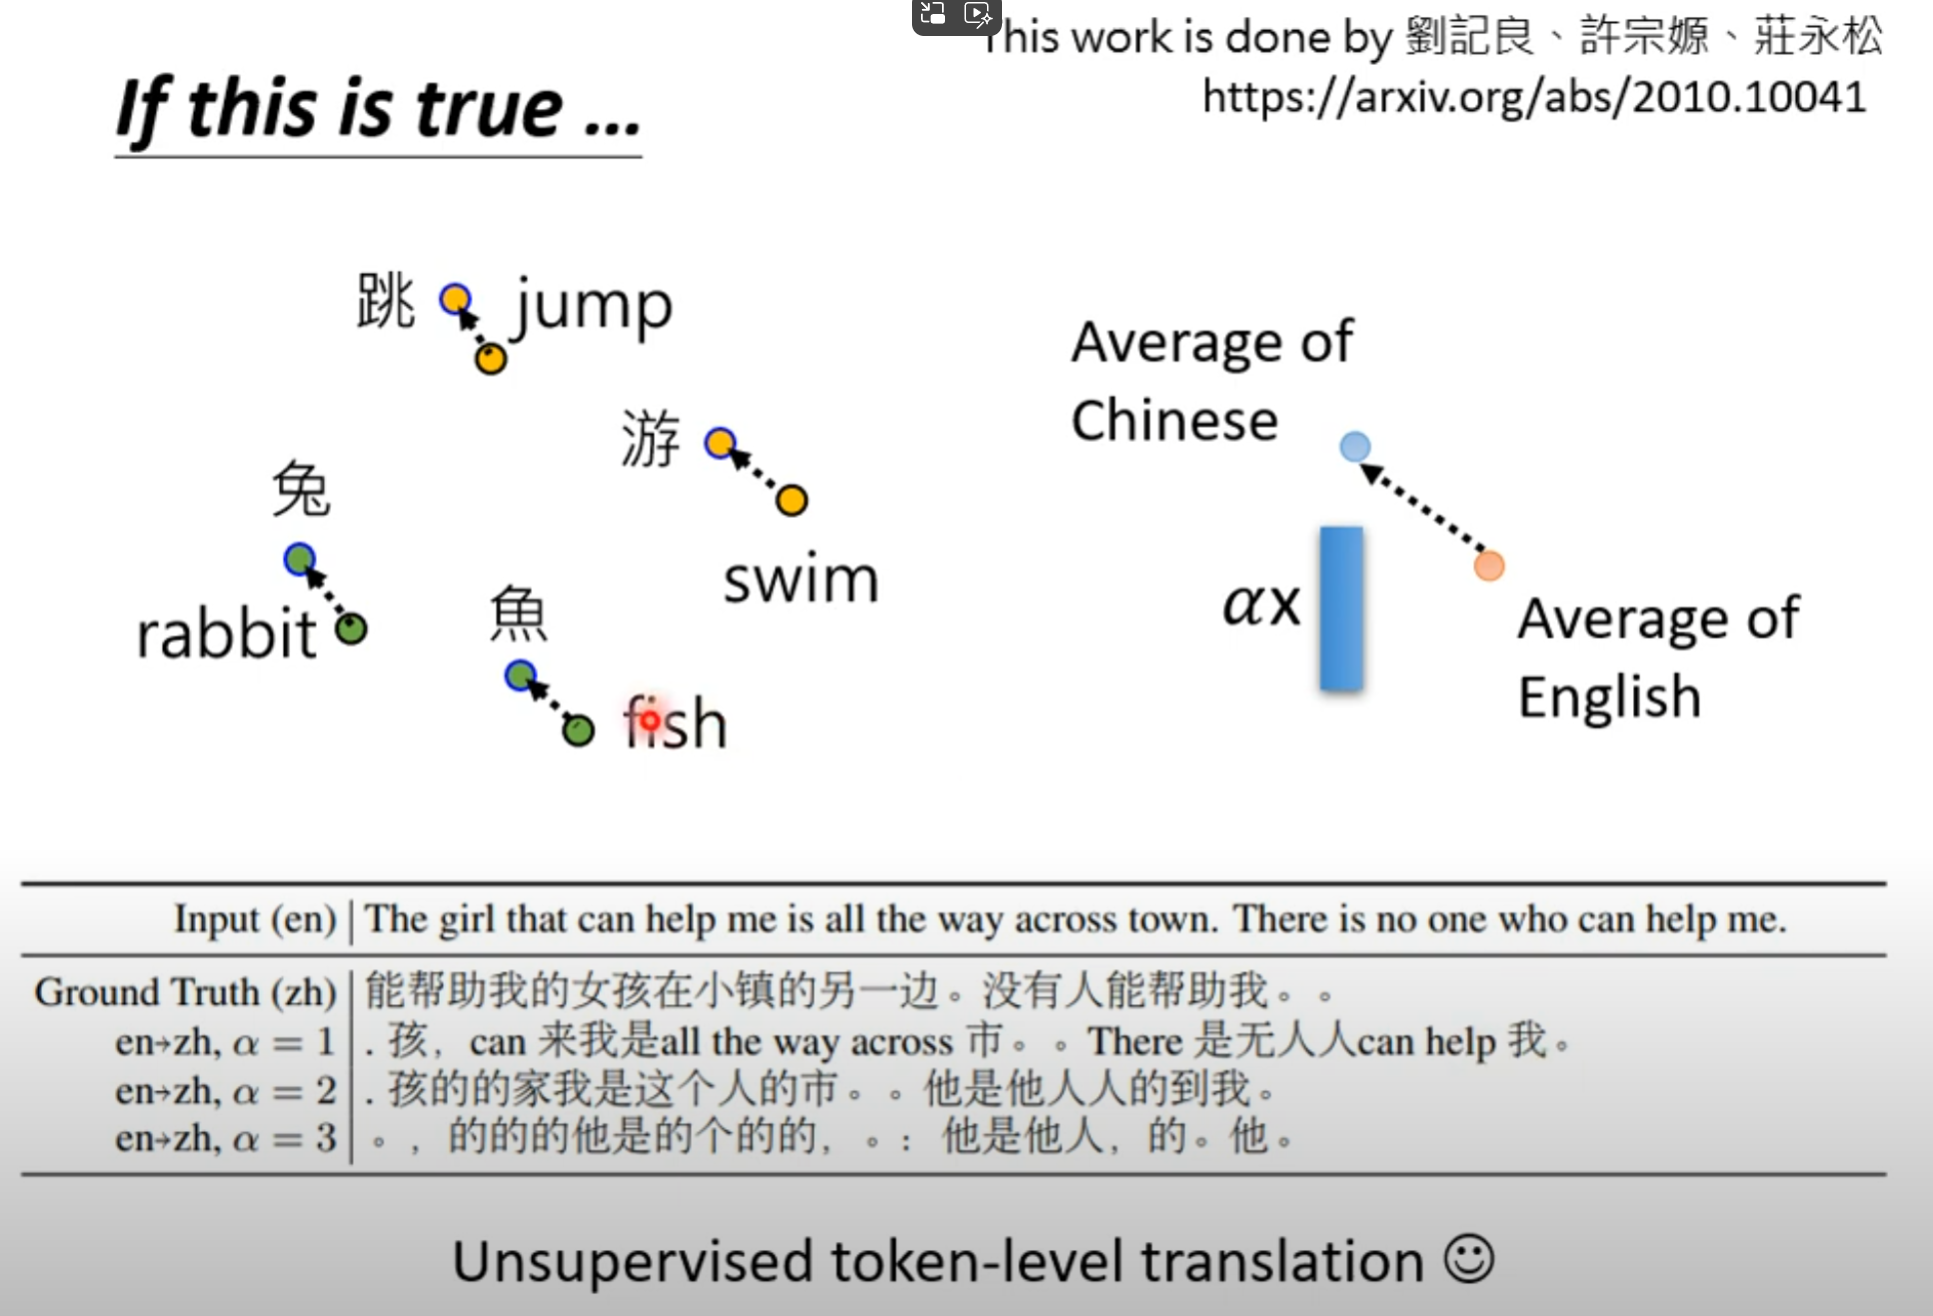 This work is done by 劉記良、許宗嫄、莊永松
https://arxiv.org/abs/2010.10041
If this is true ...
跳 jump
游
swim
兔
rabbit
魚
fish
Average of
Chinese
αx
Average of
English
Input (en) | The girl that can help me is all the way across town. There is no one who can help me.
Ground Truth (zh) | 能帮助我的女孩在小镇的另一边。没有人能帮助我。。
en→zh, α = 1 | . 孩，can 来我是all the way across 市。。There 是无人人can help 我。
en→zh, α = 2 | . 孩的的家我是这个人的市。。他是他人人的到我。
en→zh, α = 3 | 。，的的的他是的个的的，。：他是他人，的。他。
Unsupervised token-level translation ☺